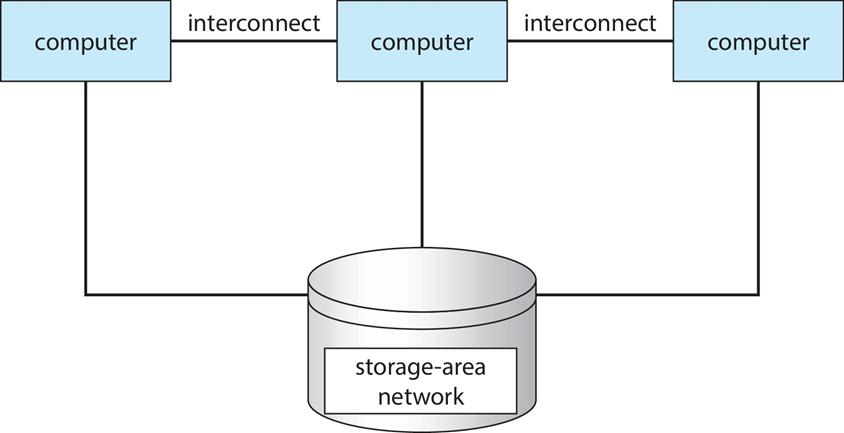 computer
interconnect
computer
interconnect
computer
storage-area
network